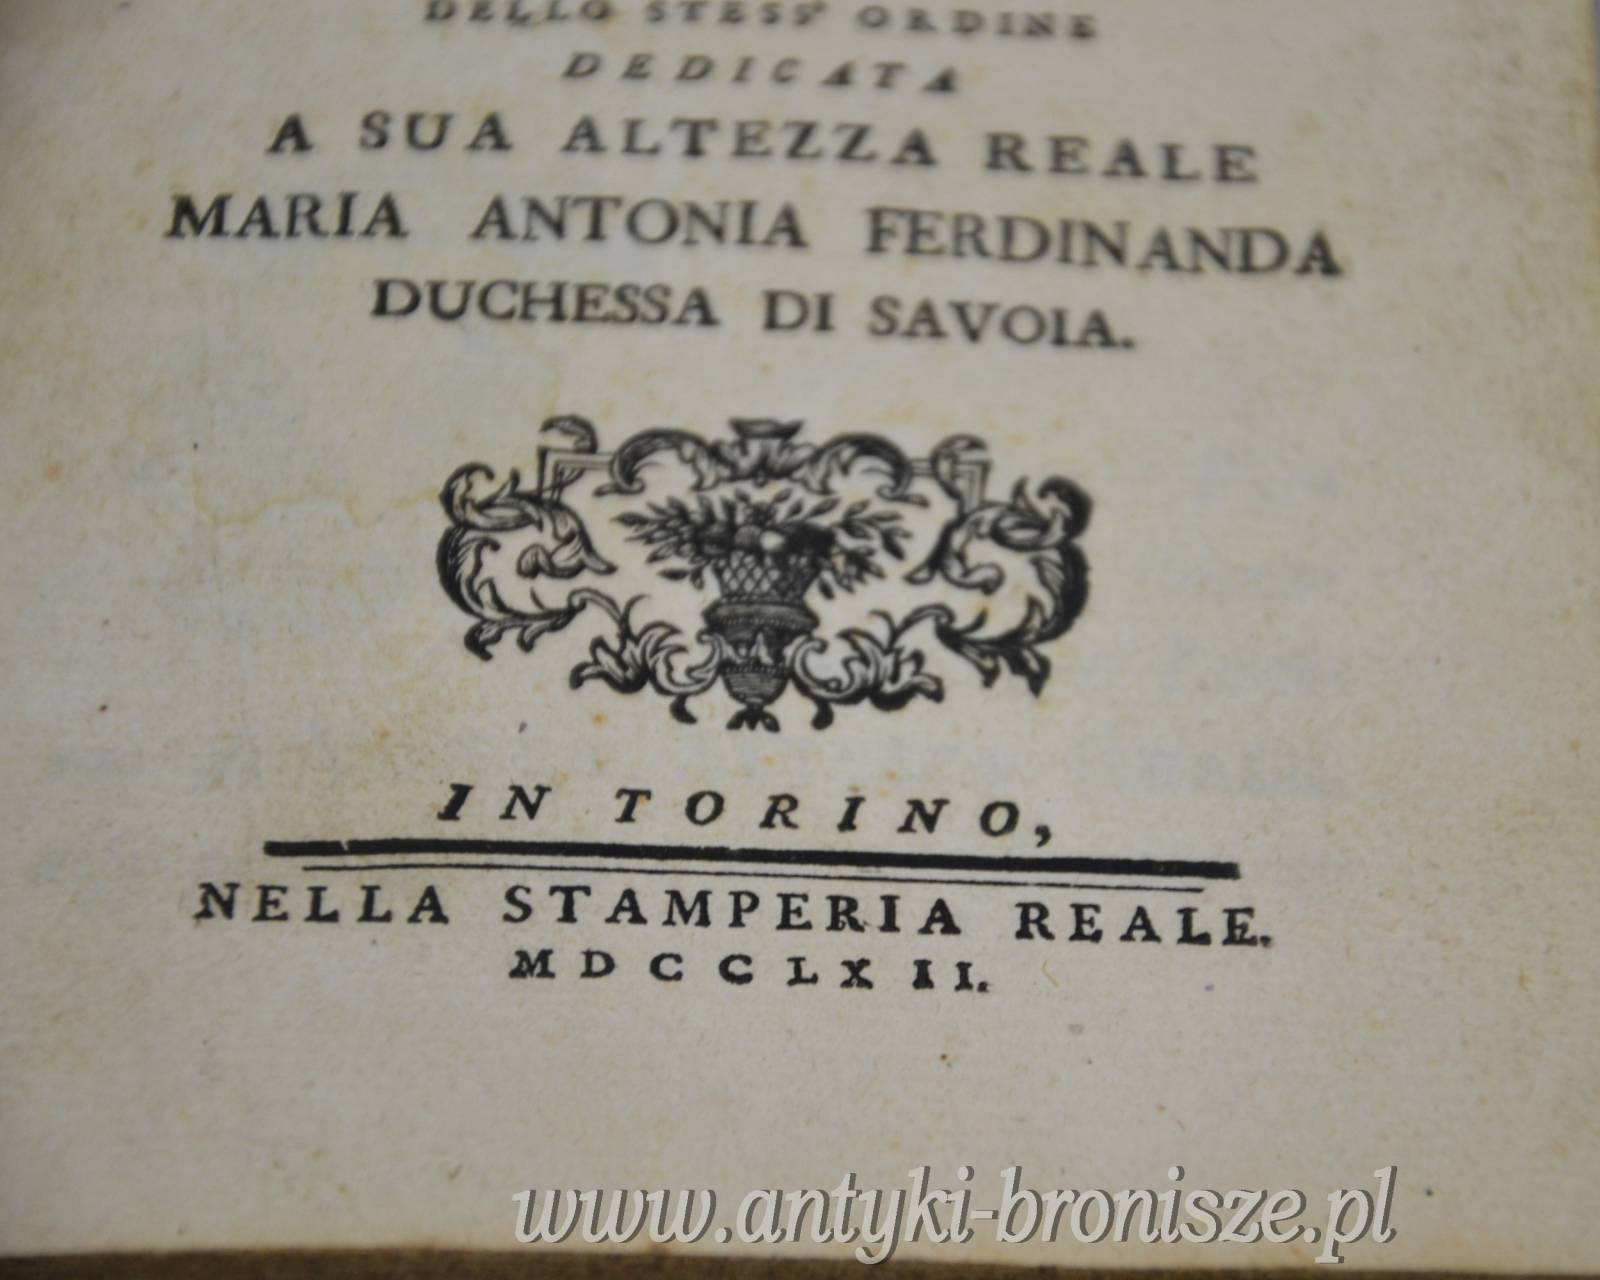 DELLO STESS' ORDINE
DEDICATA
A SUA ALTEZZA REALE
MARIA ANTONIA FERDINANDA
DUCHESSA DI SAVOIA.
IN TORINO,
NELLA STAMPERIA REALE.
MDCCLXII.
www.antyki-bronisze.pl